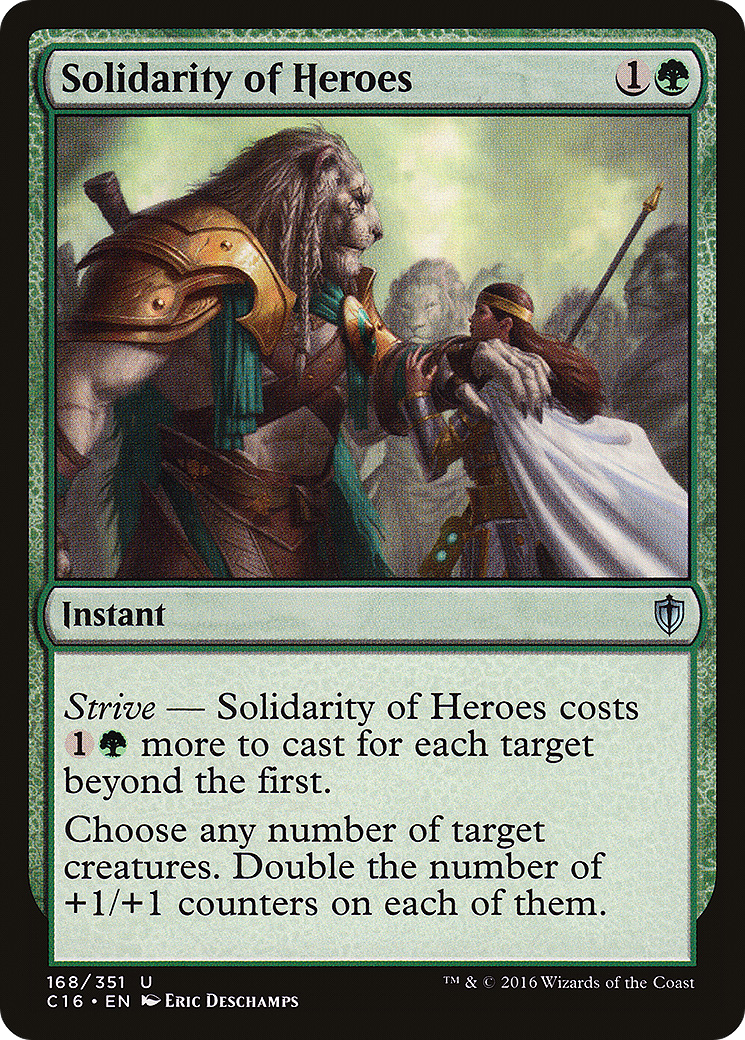 Solidarity of Heroes 1
Instant
Strive — Solidarity of Heroes costs
1 more to cast for each target
beyond the first.
Choose any number of target
creatures. Double the number of
+1/+1 counters on each of them.
168/351 U
C16 • EN Eric Deschamps
™ & © 2016 Wizards of the Coast